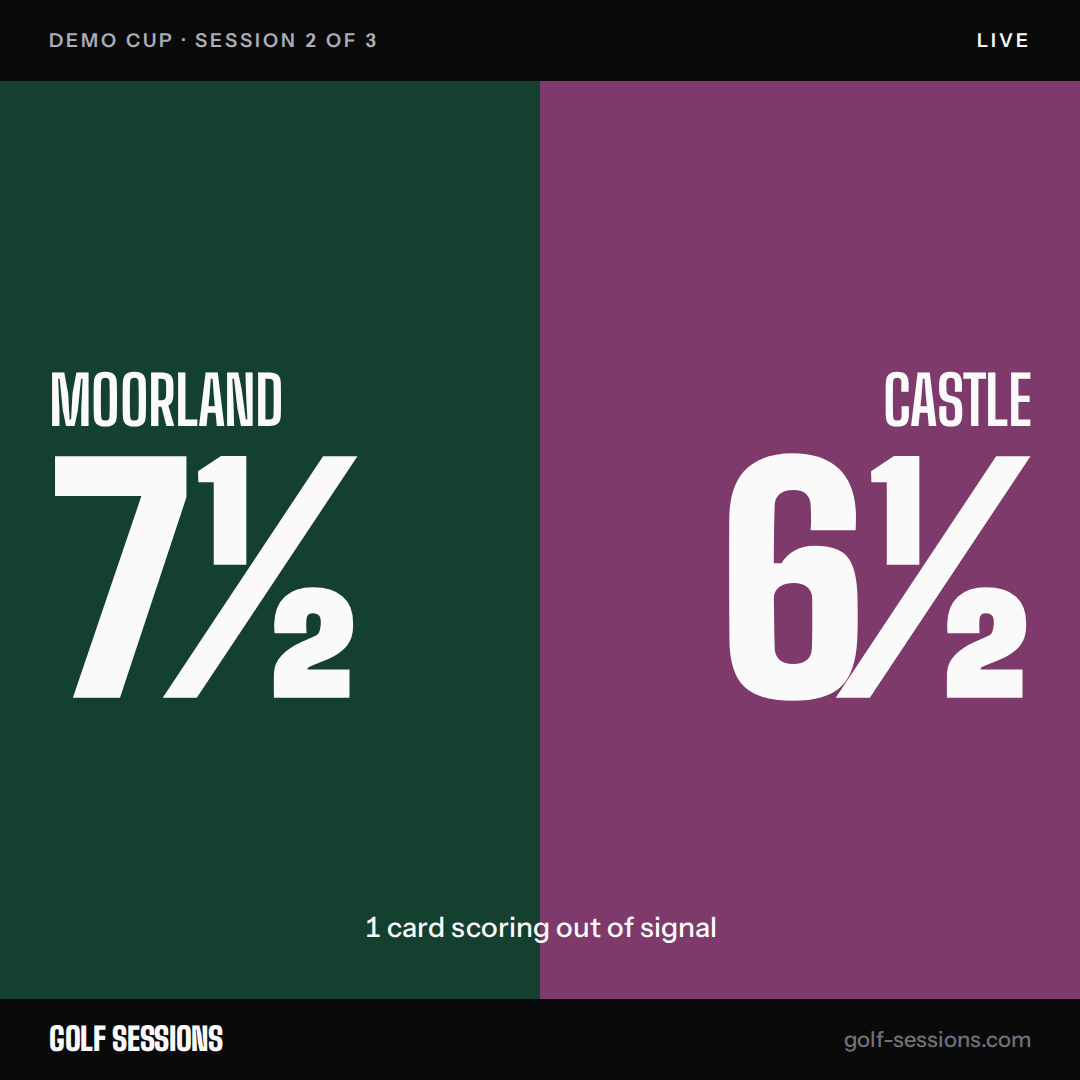 DEMO CUP · SESSION 2 OF 3
LIVE
MOORLAND
7½
CASTLE
6½
1 card scoring out of signal
GOLF SESSIONS
golf-sessions.com